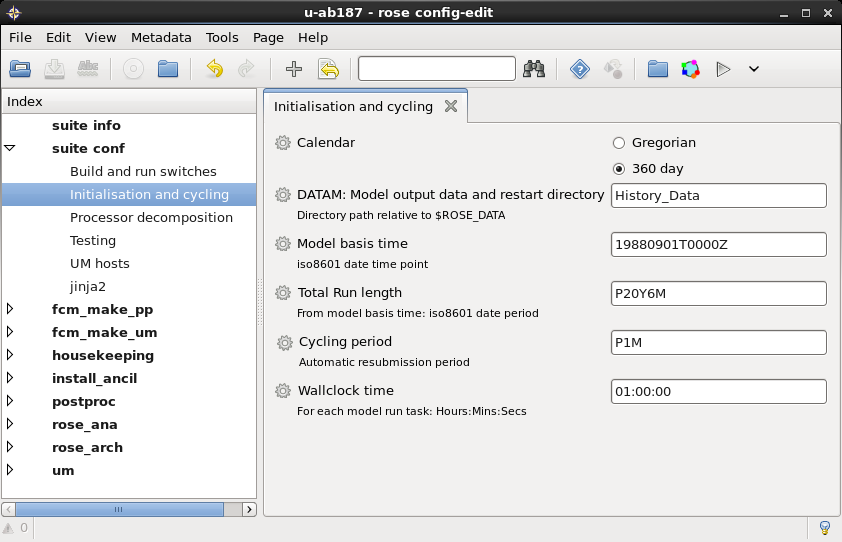 u-ab187 - rose config-edit
File Edit View Metadata Tools Page Help
Abc
Index
suite info
suite conf
Build and run switches
Initialisation and cycling
Processor decomposition
Testing
UM hosts
jinja2
fcm_make_pp
fcm_make_um
housekeeping
install_ancil
postproc
rose_ana
rose_arch
um
0
Initialisation and cycling
Calendar
Gregorian
360 day
DATAM: Model output data and restart directory History_Data
Directory path relative to $ROSE_DATA
Model basis time 19880901T0000Z
iso8601 date time point
Total Run length P20Y6M
From model basis time: iso8601 date period
Cycling period P1M
Automatic resubmission period
Wallclock time 01:00:00
For each model run task: Hours:Mins:Secs